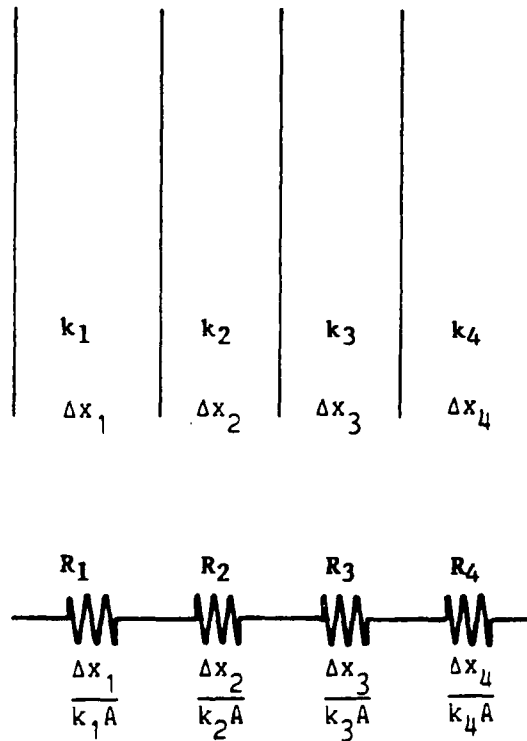 k₁ k₂ k₃ k₄
Δx₁ Δx₂ Δx₃ Δx₄
R₁ R₂ R₃ R₄
Δx₁ Δx₂ Δx₃ Δx₄
k₁A k₂A k₃A k₄A